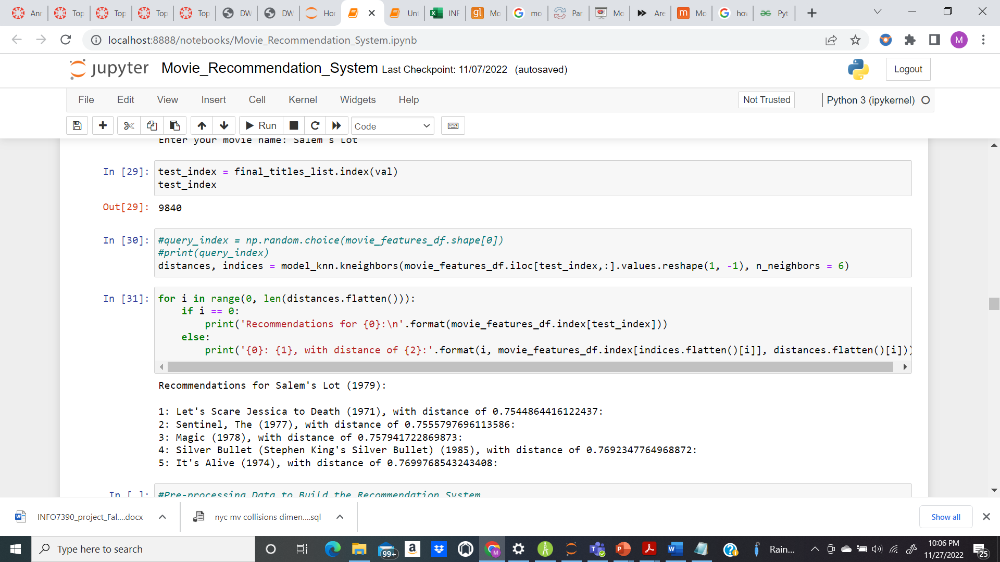 Anr
Top
Top
Top
Top
DW
DW
Hor
Unt
INF
gl Mo
mo
Par
Mo
Are
m Mo
hov
Pyt
localhost:8888/notebooks/Movie_Recommendation_System.ipynb
M
jupyter Movie_Recommendation_System Last Checkpoint: 11/07/2022 (autosaved)
Logout
File Edit View Insert Cell Kernel Widgets Help
Not Trusted
Python 3 (ipykernel)
Run
Code
Enter your movie name: Salem's Lot
In [29]: test_index = final_titles_list.index(val)
test_index
Out[29]: 9840
In [30]: #query_index = np.random.choice(movie_features_df.shape[0])
#print(query_index)
distances, indices = model_knn.kneighbors(movie_features_df.iloc[test_index,:].values.reshape(1, -1), n_neighbors = 6)
In [31]: for i in range(0, len(distances.flatten())):
if i == 0:
print('Recommendations for {0}:\n'.format(movie_features_df.index[test_index]))
else:
print('{0}: {1}, with distance of {2}:'.format(i, movie_features_df.index[indices.flatten()[i]], distances.flatten()[i]))
Recommendations for Salem's Lot (1979):
1: Let's Scare Jessica to Death (1971), with distance of 0.7544864416122437:
2: Sentinel, The (1977), with distance of 0.7555797696113586:
3: Magic (1978), with distance of 0.757941722869873:
4: Silver Bullet (Stephen King's Silver Bullet) (1985), with distance of 0.7692347764968872:
5: It's Alive (1974), with distance of 0.7699768543243408:
In [ ]: #Pre-processing Data to Build the Recommendation System
INFO7390_project_Fal....docx
nyc mv collisions dimen....sql
Show all
Type here to search
99+
Rain...
10:06 PM
11/27/2022
25